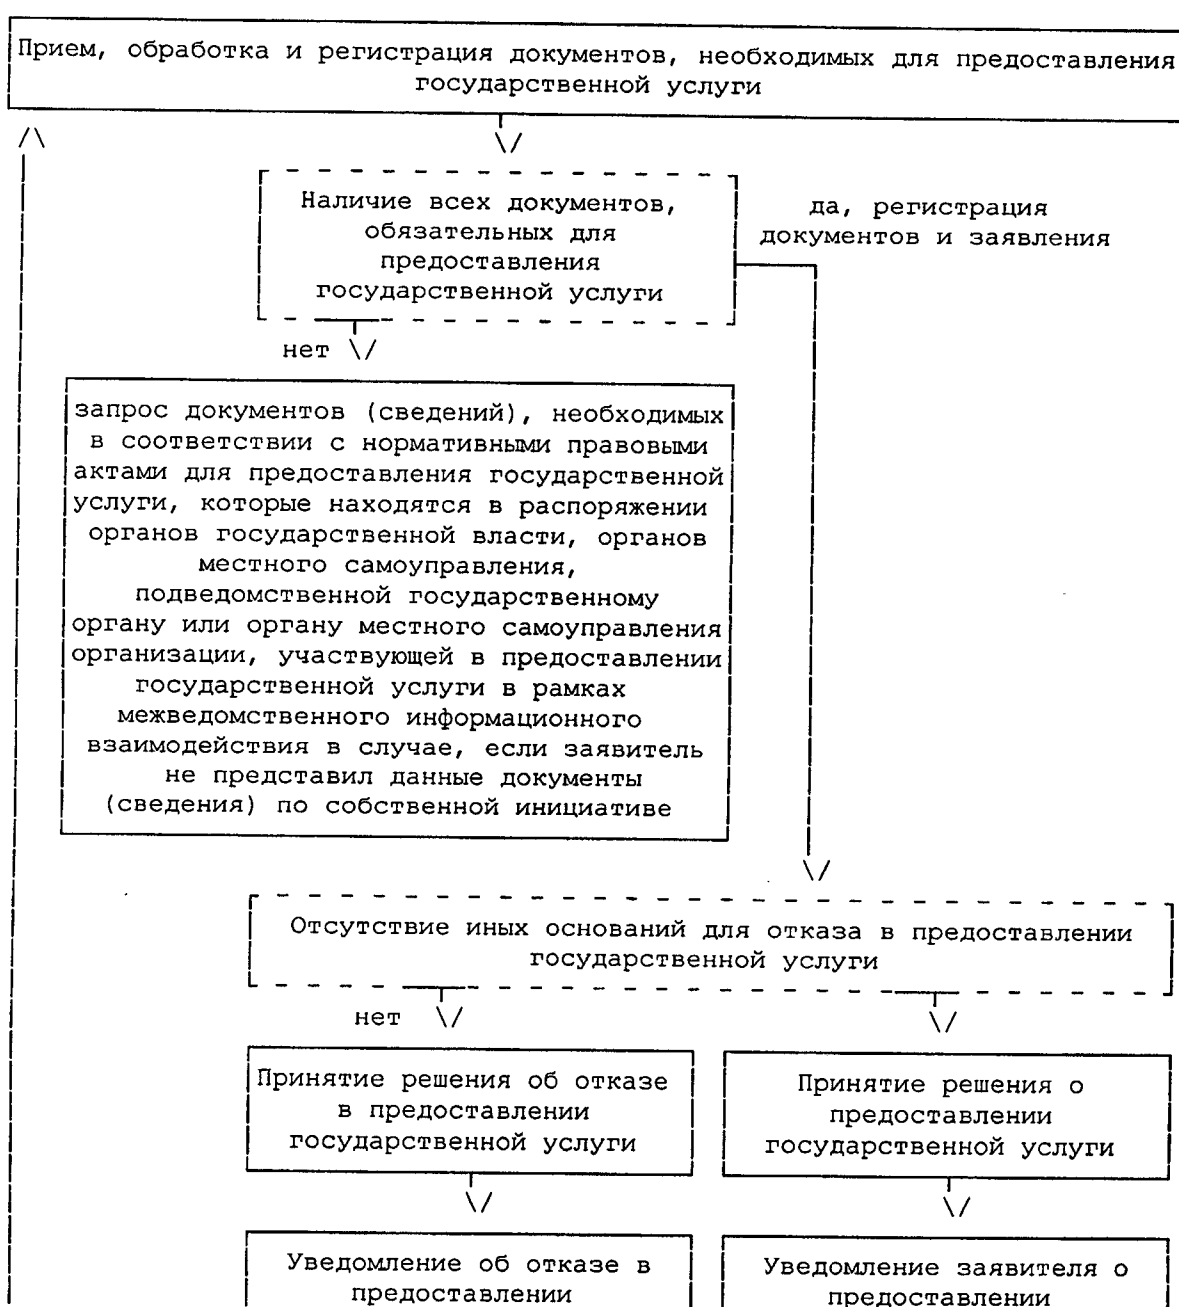 Прием, обработка и регистрация документов, необходимых для предоставления
государственной услуги
Наличие всех документов,
обязательных для
предоставления
государственной услуги
да, регистрация
документов и заявления
нет
запрос документов (сведений), необходимых
в соответствии с нормативными правовыми
актами для предоставления государственной
услуги, которые находятся в распоряжении
органов государственной власти, органов
местного самоуправления,
подведомственной государственному
органу или органу местного самоуправления
организации, участвующей в предоставлении
государственной услуги в рамках
межведомственного информационного
взаимодействия в случае, если заявитель
не представил данные документы
(сведения) по собственной инициативе
Отсутствие иных оснований для отказа в предоставлении
государственной услуги
нет
Принятие решения об отказе
в предоставлении
государственной услуги
Принятие решения о
предоставлении
государственной услуги
Уведомление об отказе в
предоставлении
Уведомление заявителя о
предоставлении